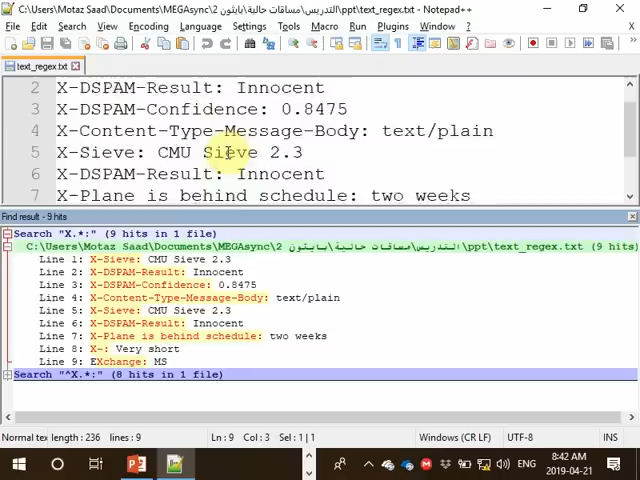 C:\Users\Motaz Saad\Documents\MEGAsync\التدريس\مساقات حالية\بايثون 2\ppt\text_regex.txt - Notepad++
File Edit Search View Encoding Language Settings Tools Macro Run Plugins Window ?
text_regex.txt
2 X-DSPAM-Result: Innocent
3 X-DSPAM-Confidence: 0.8475
4 X-Content-Type-Message-Body: text/plain
5 X-Sieve: CMU Sieve 2.3
6 X-DSPAM-Result: Innocent
7 X-Plane is behind schedule: two weeks
Find result - 9 hits
Search "X.*:" (9 hits in 1 file)
C:\Users\Motaz Saad\Documents\MEGAsync\التدريس\مساقات حالية\بايثون 2\ppt\text_regex.txt (9 hits)
Line 1: X-Sieve: CMU Sieve 2.3
Line 2: X-DSPAM-Result: Innocent
Line 3: X-DSPAM-Confidence: 0.8475
Line 4: X-Content-Type-Message-Body: text/plain
Line 5: X-Sieve: CMU Sieve 2.3
Line 6: X-DSPAM-Result: Innocent
Line 7: X-Plane is behind schedule: two weeks
Line 8: X-: Very short
Line 9: EXchange: MS
Search "^X.*:" (8 hits in 1 file)
Normal text length : 236 lines : 9 Ln : 9 Col : 3 Sel : 1 | 1 Windows (CR LF) UTF-8 INS
ENG 8:42 AM
2019-04-21